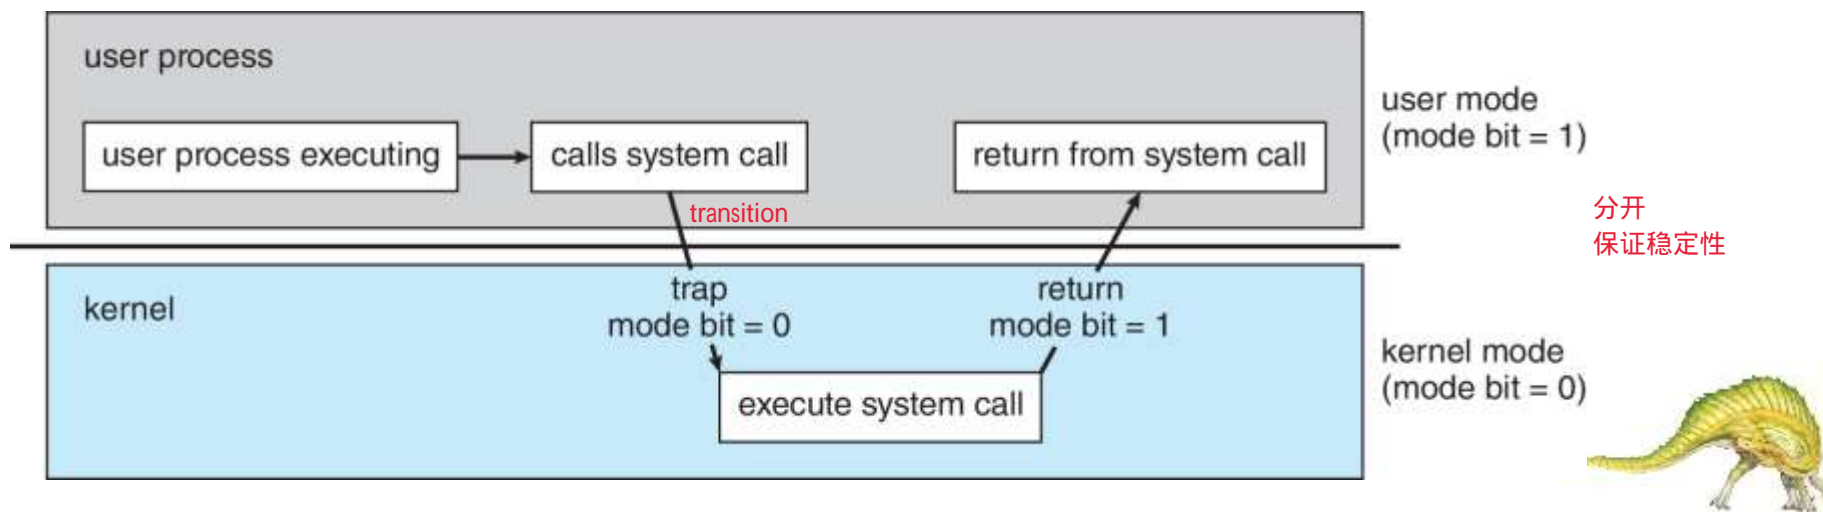 user process
user process executing
calls system call
return from system call
user mode
(mode bit = 1)
transition
分开
保证稳定性
kernel
trap
mode bit = 0
return
mode bit = 1
execute system call
kernel mode
(mode bit = 0)